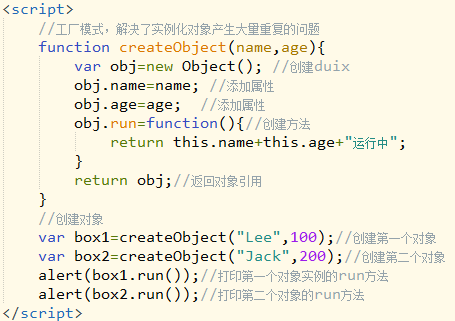 <script>
//工厂模式，解决了实例化对象产生大量重复的问题
function createObject(name,age){
var obj=new Object(); //创建duix
obj.name=name; //添加属性
obj.age=age; //添加属性
obj.run=function(){//创建方法
return this.name+this.age+"运行中";
}
return obj;//返回对象引用
}
//创建对象
var box1=createObject("Lee",100);//创建第一个对象
var box2=createObject("Jack",200);//创建第二个对象
alert(box1.run());//打印第一个对象实例的run方法
alert(box2.run());//打印第二个对象的run方法
</script>